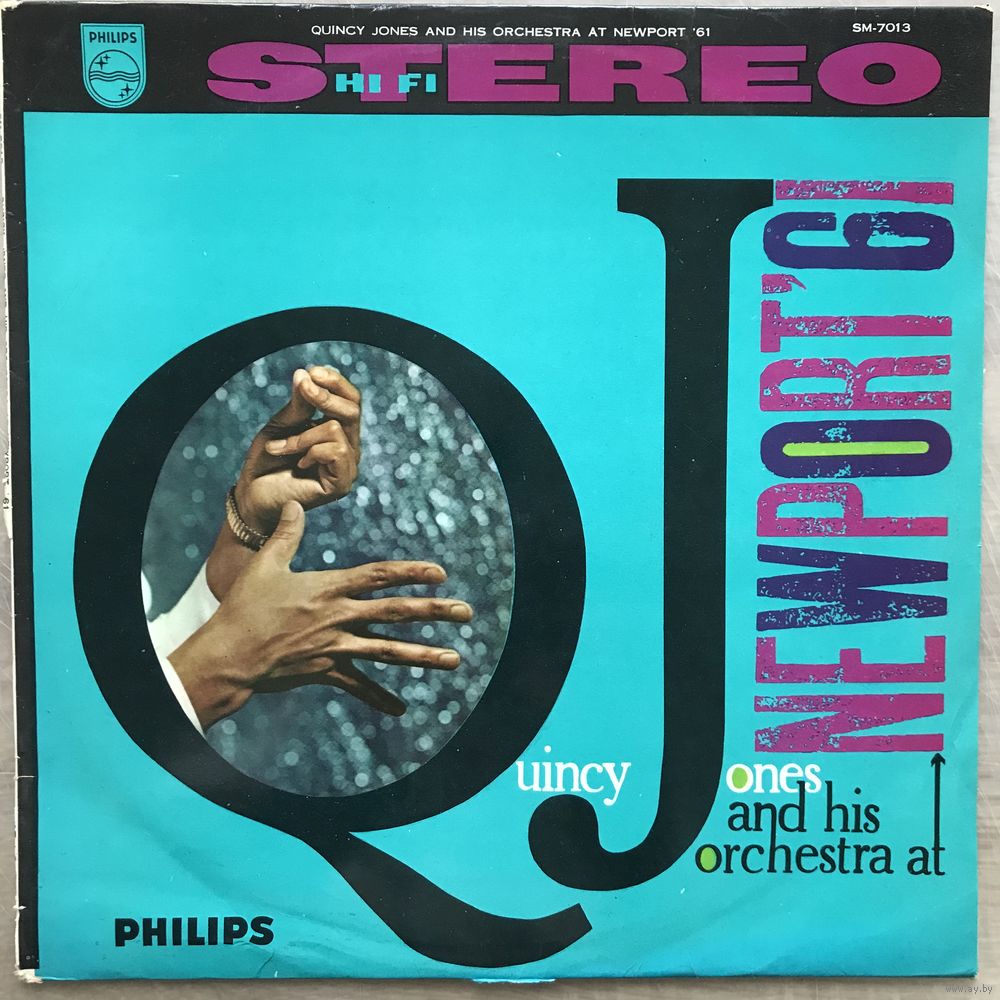 PHILIPS
QUINCY JONES AND HIS ORCHESTRA AT NEWPORT '61
SM-7013
STEREO
HI FI
Quincy Jones
and his
orchestra at
NEWPORT '61
PHILIPS
www.ay.by